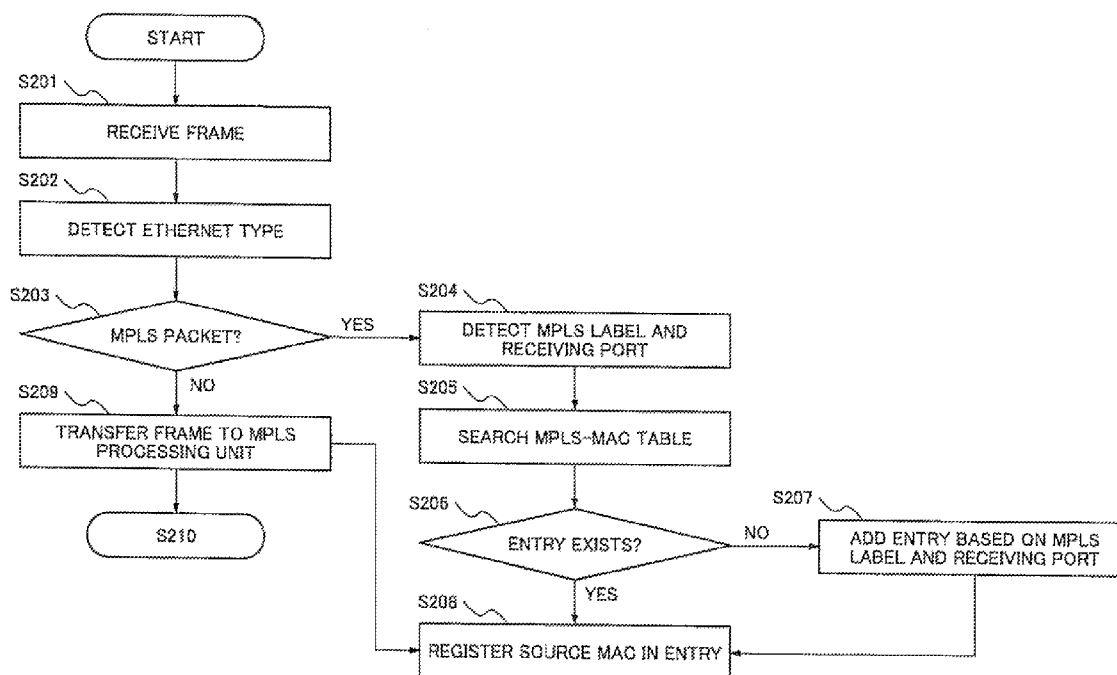 START
S201
RECEIVE FRAME
S202
DETECT ETHERNET TYPE
S203
MPLS PACKET?
YES
S204
DETECT MPLS LABEL AND
RECEIVING PORT
NO
S205
SEARCH MPLS-MAC TABLE
S209
TRANSFER FRAME TO MPLS
PROCESSING UNIT
S210
S206
ENTRY EXISTS?
NO
S207
ADD ENTRY BASED ON MPLS
LABEL AND RECEIVING PORT
YES
S208
REGISTER SOURCE MAC IN ENTRY